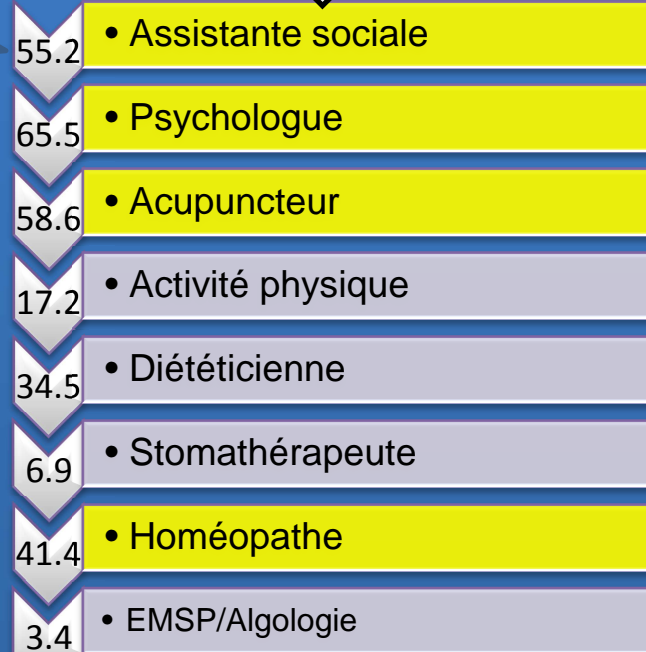 55.2 • Assistante sociale
65.5 • Psychologue
58.6 • Acupuncteur
17.2 • Activité physique
34.5 • Diététicienne
6.9 • Stomathérapeute
41.4 • Homéopathe
3.4 • EMSP/Algologie